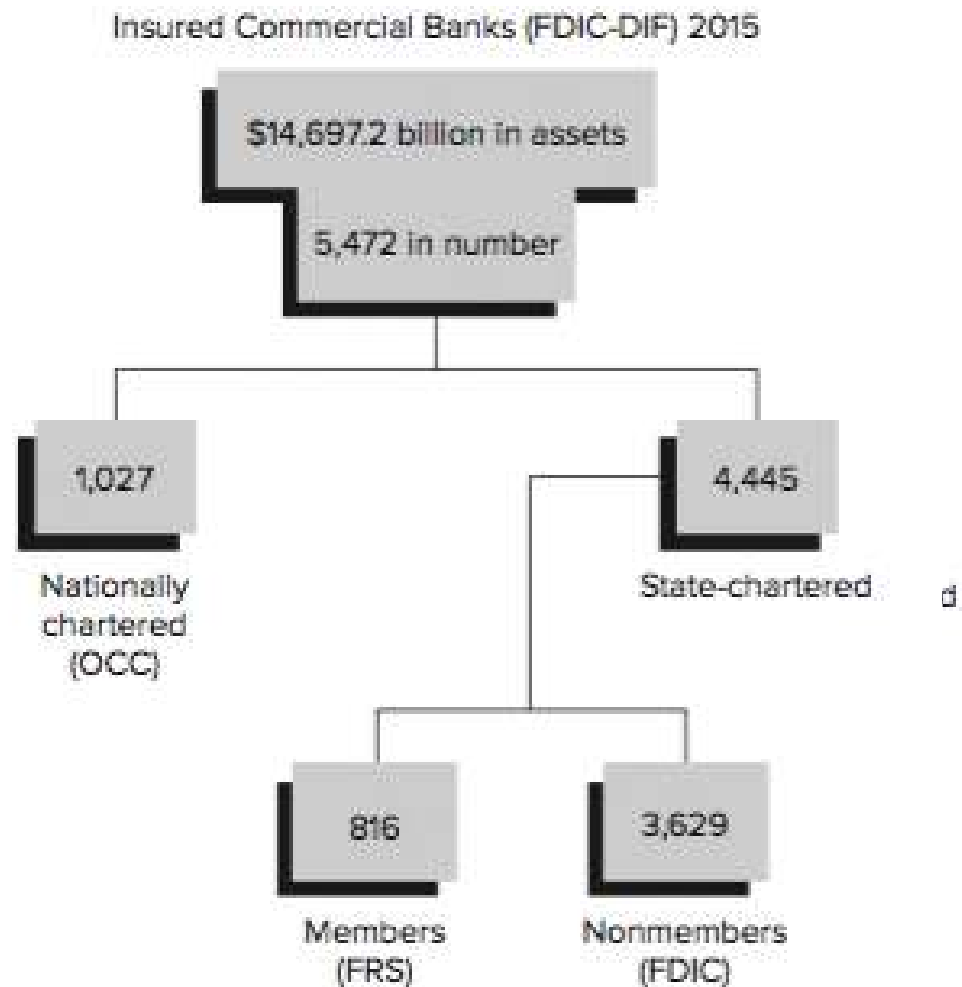 Insured Commercial Banks (FDIC-DIF) 2015
$14,697.2 billion in assets
5,472 in number
1,027
4,445
Nationally
chartered
(OCC)
State-chartered
d
816
3,629
Members
(FRS)
Nonmembers
(FDIC)